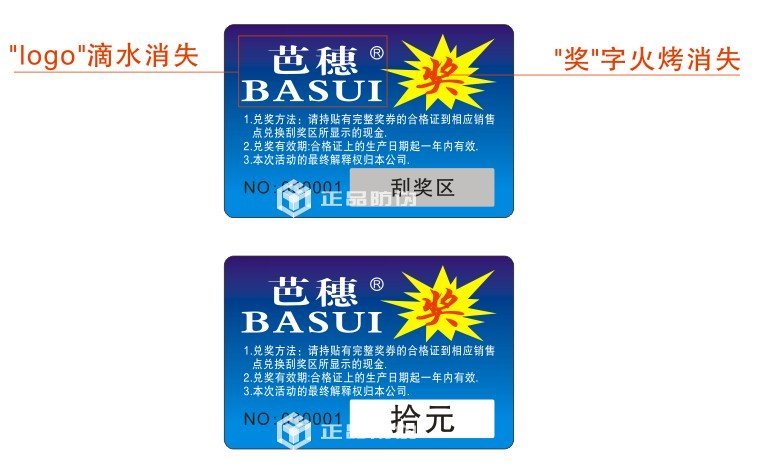 "logo"滴水消失
"奖"字火烤消失
芭穗®
BASUI
奖
1.兑奖方法：请持贴有完整奖券的合格证到相应销售
点兑换刮奖区所显示的现金.
2.兑奖有效期:合格证上的生产日期起一年内有效.
3.本次活动的最终解释权归本公司.
NO:000001
刮奖区
正品防伪
芭穗®
BASUI
奖
1.兑奖方法：请持贴有完整奖券的合格证到相应销售
点兑换刮奖区所显示的现金.
2.兑奖有效期:合格证上的生产日期起一年内有效.
3.本次活动的最终解释权归本公司.
NO:000001
拾元
正品防伪